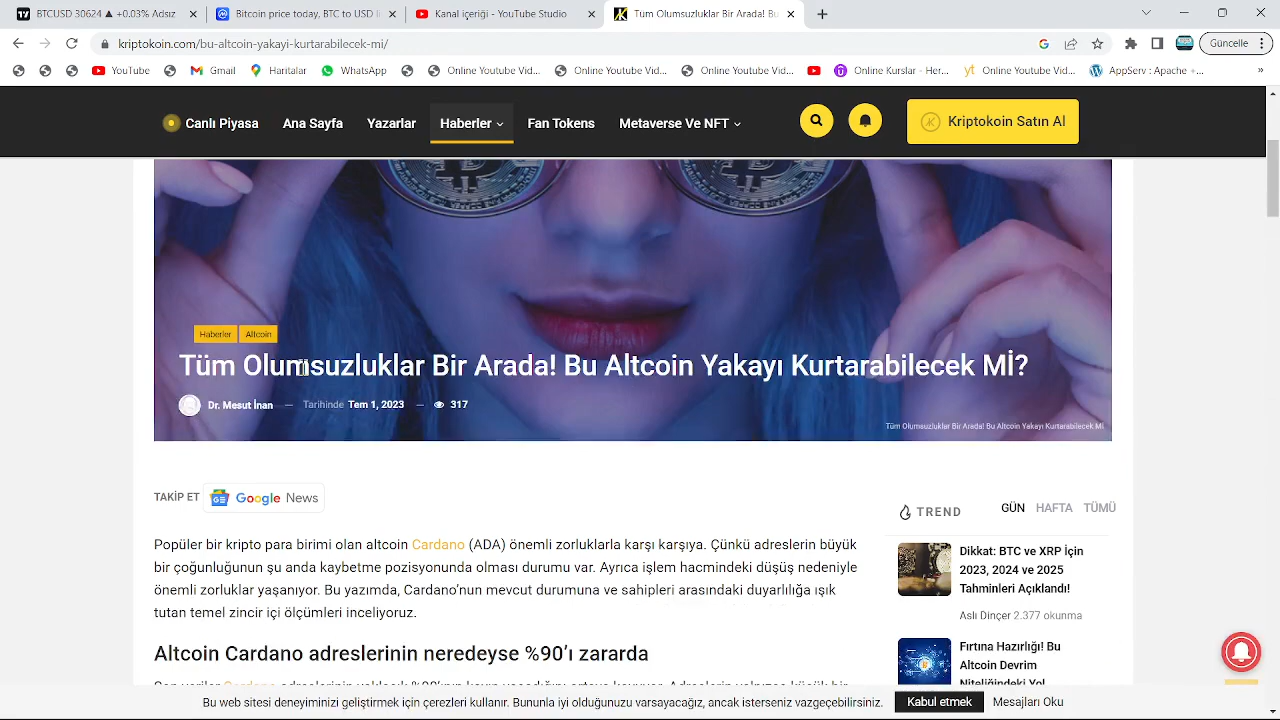 BTCUSD 30624 ▲ +0.03% Adsız
Bitcoin price today, BTC to USD li
Kanal içeriği - YouTube Studio
Tüm Olumsuzluklar Bir Arada! Bu
kriptokoin.com/bu-altcoin-yakayi-kurtarabilecek-mi/
Güncelle
YouTube
Gmail
Haritalar
WhatsApp
Online Youtube Vid...
Online Youtube Vid...
Online Youtube Vid...
Online Kurslar - Her...
Online Youtube Vid...
AppServ : Apache +...
Canlı Piyasa
Ana Sayfa
Yazarlar
Haberler
Fan Tokens
Metaverse Ve NFT
Kriptokoin Satın Al
Haberler
Altcoin
Tüm Olumsuzluklar Bir Arada! Bu Altcoin Yakayı Kurtarabilecek Mİ?
Dr. Mesut İnan — Tarihinde Tem 1, 2023 — 317
Tüm Olumsuzluklar Bir Arada! Bu Altcoin Yakayı Kurtarabilecek Mİ
TAKİP ET
Google News
Popüler bir kripto para birimi olan altcoin Cardano (ADA) önemli zorluklarla karşı karşıya. Çünkü adreslerin büyük
bir çoğunluğunun şu anda kaybetme pozisyonunda olması durumu var. Ayrıca işlem hacmindeki düşüş nedeniyle
önemli zorluklar yaşanıyor. Bu yazımda, Cardano’nun mevcut durumuna ve sahipleri arasındaki duyarlılığa ışık
tutan temel zincir içi ölçümleri inceliyoruz.
Altcoin Cardano adreslerinin neredeyse %90’ı zararda
TREND
GÜN
HAFTA
TÜMÜ
Dikkat: BTC ve XRP İçin
2023, 2024 ve 2025
Tahminleri Açıklandı!
Aslı Dinçer 2.377 okunma
Fırtına Hazırlığı! Bu
Altcoin Devrim
Niteliğindeki Yol
Bu web sitesi deneyiminizi geliştirmek için çerezleri kullanır. Bununla iyi olduğunuzu varsayacağız, ancak isterseniz vazgeçebilirsiniz.
Kabul etmek
Mesajları Oku